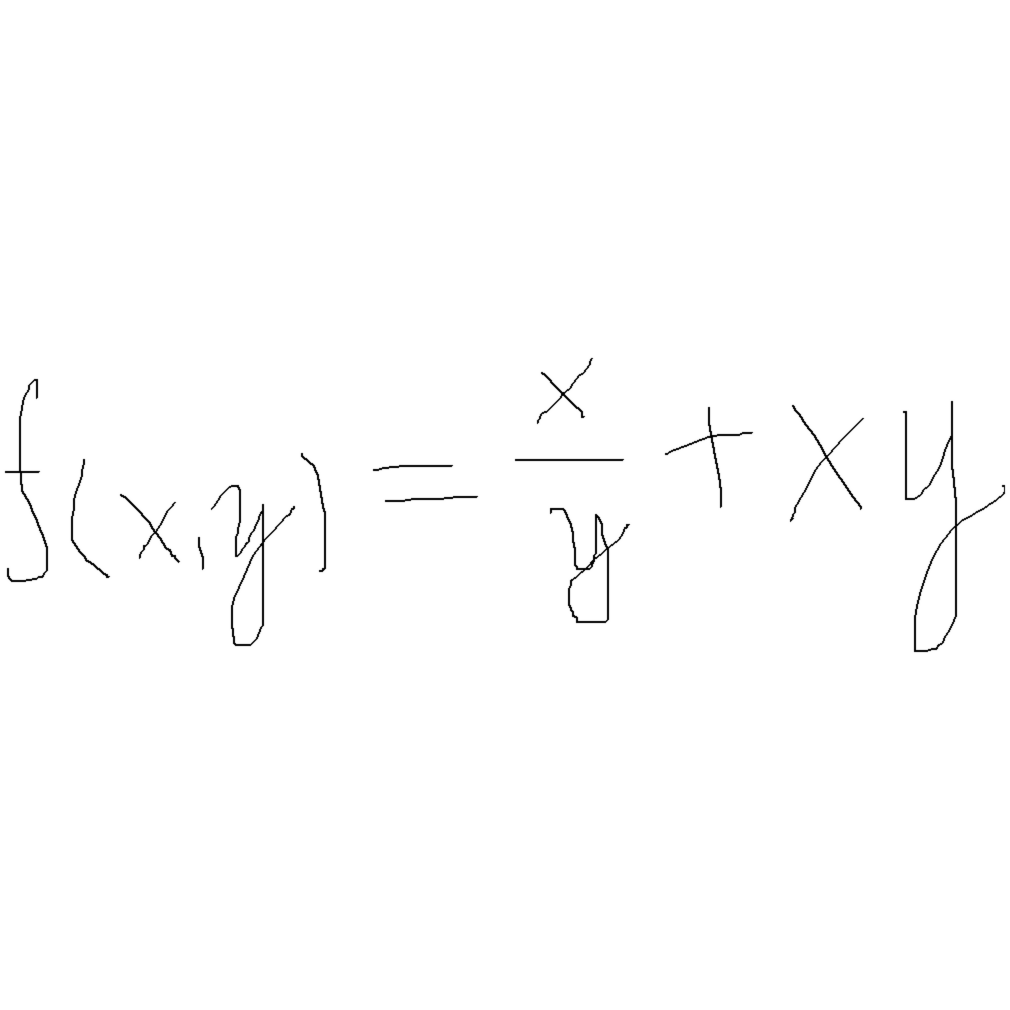 f(x,y) = x/y + xy